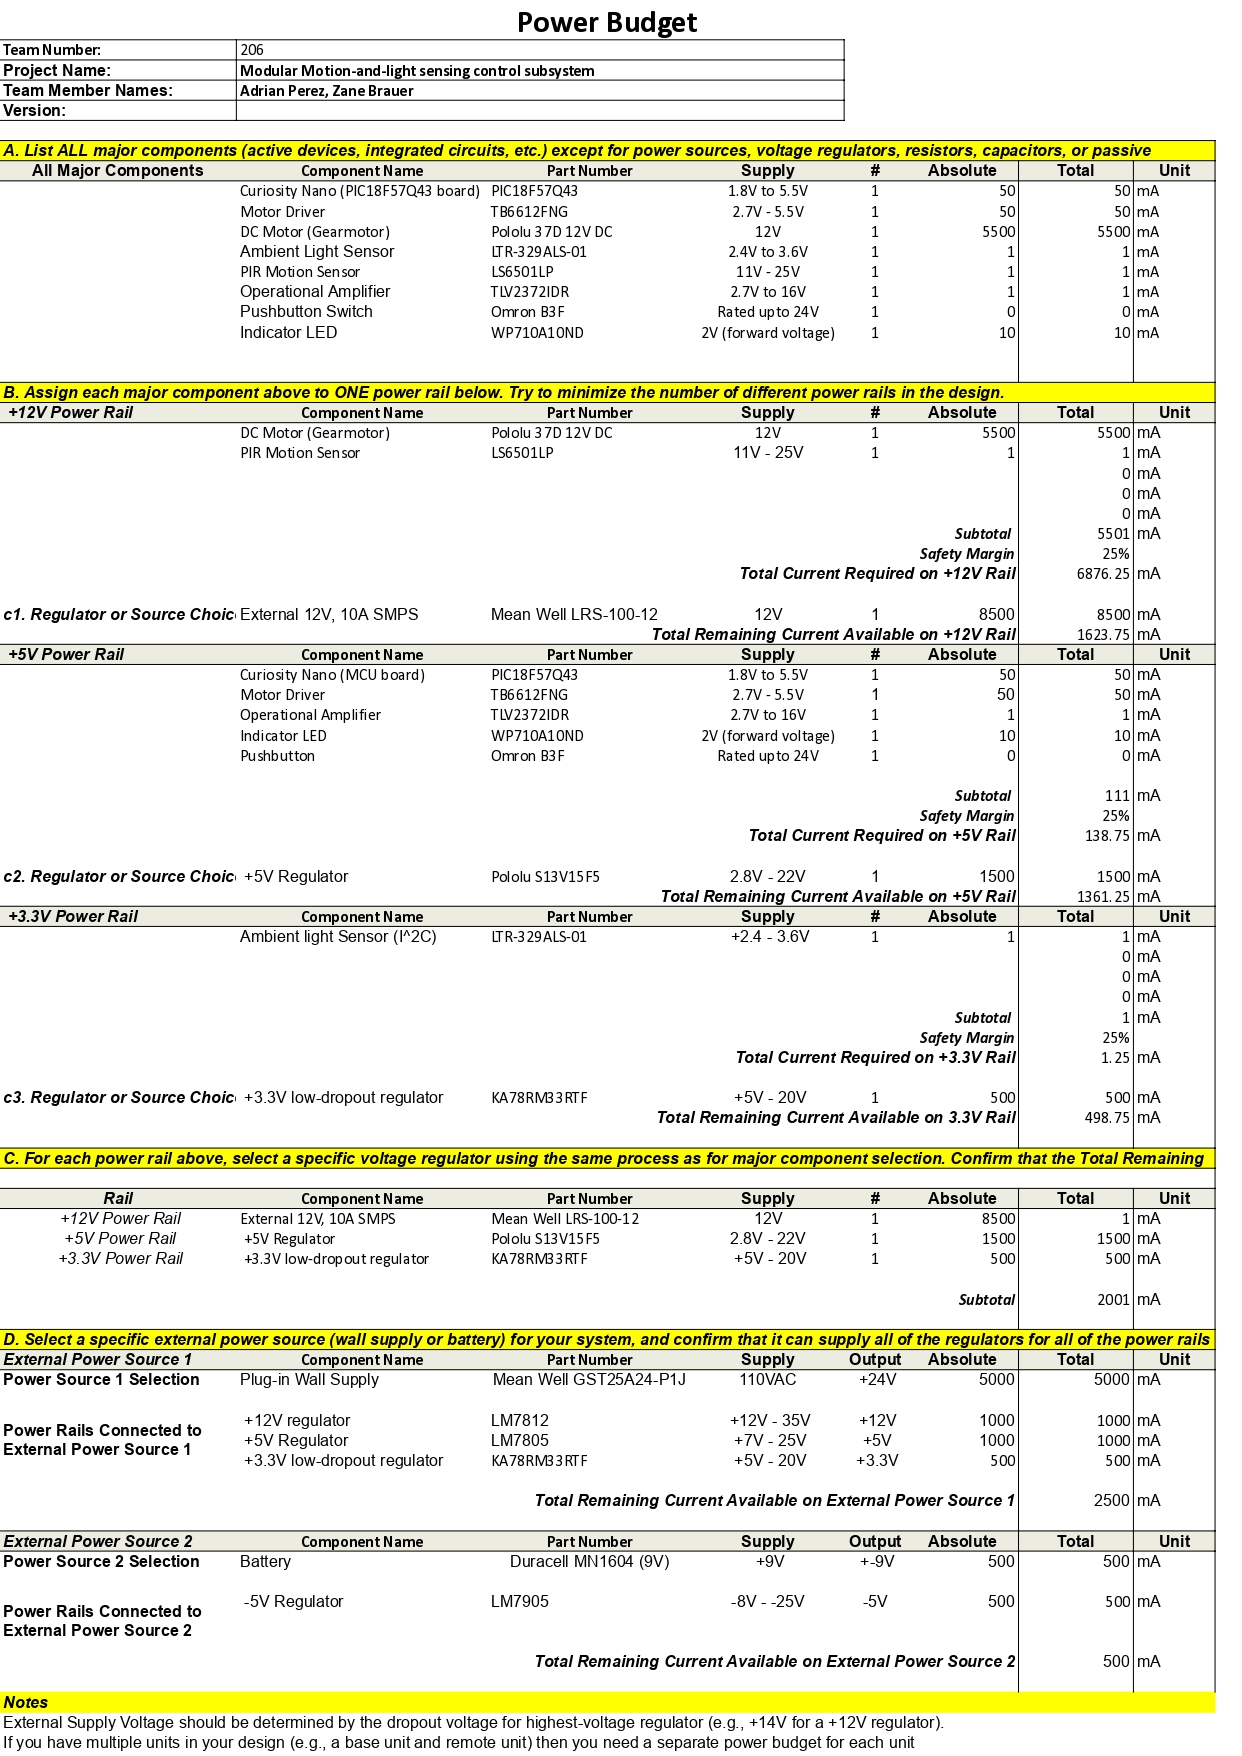 Power Budget
Team Number: 206
Project Name: Modular Motion-and-light sensing control subsystem
Team Member Names: Adrian Perez, Zane Brauer
Version:
A. List ALL major components (active devices, integrated circuits, etc.) except for power sources, voltage regulators, resistors, capacitors, or passive
All Major Components Component Name Part Number Supply # Absolute Total Unit
Curiosity Nano (PIC18F57Q43 board) PIC18F57Q43 1.8V to 5.5V 1 50 50 mA
Motor Driver TB6612FNG 2.7V - 5.5V 1 50 50 mA
DC Motor (Gearmotor) Pololu 37D 12V DC 12V 1 5500 5500 mA
Ambient Light Sensor LTR-329ALS-01 2.4V to 3.6V 1 1 1 mA
PIR Motion Sensor LS6501LP 11V - 25V 1 1 1 mA
Operational Amplifier TLV2372IDR 2.7V to 16V 1 1 1 mA
Pushbutton Switch Omron B3F Rated upto 24V 1 0 0 mA
Indicator LED WP710A10ND 2V (forward voltage) 1 10 10 mA
B. Assign each major component above to ONE power rail below. Try to minimize the number of different power rails in the design.
+12V Power Rail Component Name Part Number Supply # Absolute Total Unit
DC Motor (Gearmotor) Pololu 37D 12V DC 12V 1 5500 5500 mA
PIR Motion Sensor LS6501LP 11V - 25V 1 1 1 mA
0 mA
0 mA
0 mA
Subtotal 5501 mA
Safety Margin 25%
Total Current Required on +12V Rail 6876.25 mA
c1. Regulator or Source Choic External 12V, 10A SMPS Mean Well LRS-100-12 12V 1 8500 8500 mA
Total Remaining Current Available on +12V Rail 1623.75 mA
+5V Power Rail Component Name Part Number Supply # Absolute Total Unit
Curiosity Nano (MCU board) PIC18F57Q43 1.8V to 5.5V 1 50 50 mA
Motor Driver TB6612FNG 2.7V - 5.5V 1 50 50 mA
Operational Amplifier TLV2372IDR 2.7V to 16V 1 1 1 mA
Indicator LED WP710A10ND 2V (forward voltage) 1 10 10 mA
Pushbutton Omron B3F Rated upto 24V 1 0 0 mA
Subtotal 111 mA
Safety Margin 25%
Total Current Required on +5V Rail 138.75 mA
c2. Regulator or Source Choic +5V Regulator Pololu S13V15F5 2.8V - 22V 1 1500 1500 mA
Total Remaining Current Available on +5V Rail 1361.25 mA
+3.3V Power Rail Component Name Part Number Supply # Absolute Total Unit
Ambient light Sensor (I^2C) LTR-329ALS-01 +2.4 - 3.6V 1 1 1 mA
0 mA
0 mA
0 mA
Subtotal 1 mA
Safety Margin 25%
Total Current Required on +3.3V Rail 1.25 mA
c3. Regulator or Source Choic +3.3V low-dropout regulator KA78RM33RTF +5V - 20V 1 500 500 mA
Total Remaining Current Available on 3.3V Rail 498.75 mA
C. For each power rail above, select a specific voltage regulator using the same process as for major component selection. Confirm that the Total Remaining
Rail Component Name Part Number Supply # Absolute Total Unit
+12V Power Rail External 12V, 10A SMPS Mean Well LRS-100-12 12V 1 8500 1 mA
+5V Power Rail +5V Regulator Pololu S13V15F5 2.8V - 22V 1 1500 1500 mA
+3.3V Power Rail +3.3V low-dropout regulator KA78RM33RTF +5V - 20V 1 500 500 mA
Subtotal 2001 mA
D. Select a specific external power source (wall supply or battery) for your system, and confirm that it can supply all of the regulators for all of the power rails
External Power Source 1 Component Name Part Number Supply Output Absolute Total Unit
Power Source 1 Selection Plug-in Wall Supply Mean Well GST25A24-P1J 110VAC +24V 5000 5000 mA
Power Rails Connected to External Power Source 1 +12V regulator LM7812 +12V - 35V +12V 1000 1000 mA
+5V Regulator LM7805 +7V - 25V +5V 1000 1000 mA
+3.3V low-dropout regulator KA78RM33RTF +5V - 20V +3.3V 500 500 mA
Total Remaining Current Available on External Power Source 1 2500 mA
External Power Source 2 Component Name Part Number Supply Output Absolute Total Unit
Power Source 2 Selection Battery Duracell MN1604 (9V) +9V +-9V 500 500 mA
Power Rails Connected to External Power Source 2 -5V Regulator LM7905 -8V - -25V -5V 500 500 mA
Total Remaining Current Available on External Power Source 2 500 mA
Notes
External Supply Voltage should be determined by the dropout voltage for highest-voltage regulator (e.g., +14V for a +12V regulator).
If you have multiple units in your design (e.g., a base unit and remote unit) then you need a separate power budget for each unit